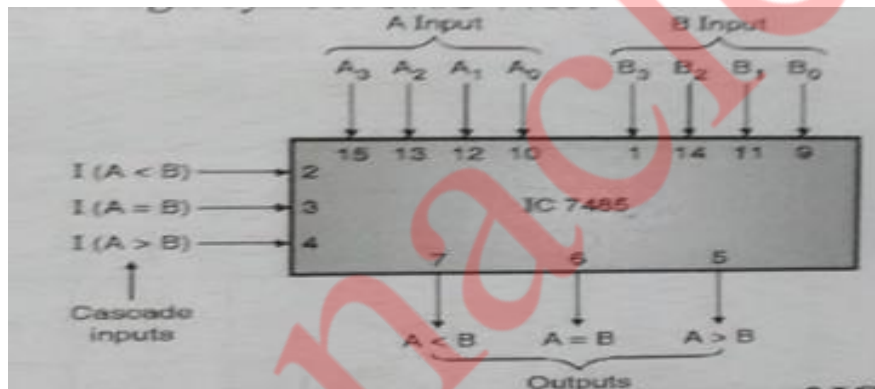 A Input B Input
A₃ A₂ A₁ A₀ B₃ B₂ B₁ B₀
15 13 12 10 1 14 11 9
I (A < B) 2
I (A = B) 3
IC 7485
I (A > B) 4
7 6 5
Cascade
inputs
A < B A = B A > B
Outputs